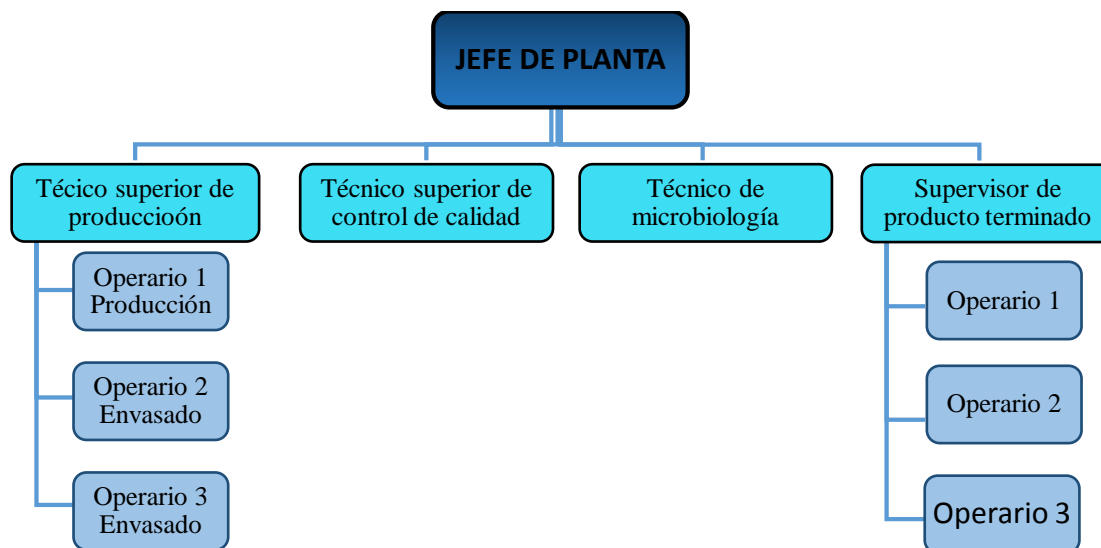 JEFE DE PLANTA
Técico superior de
produccioón
Técnico superior de
control de calidad
Técnico de
microbiología
Supervisor de
producto terminado
Operario 1
Producción
Operario 2
Envasado
Operario 3
Envasado
Operario 1
Operario 2
Operario 3